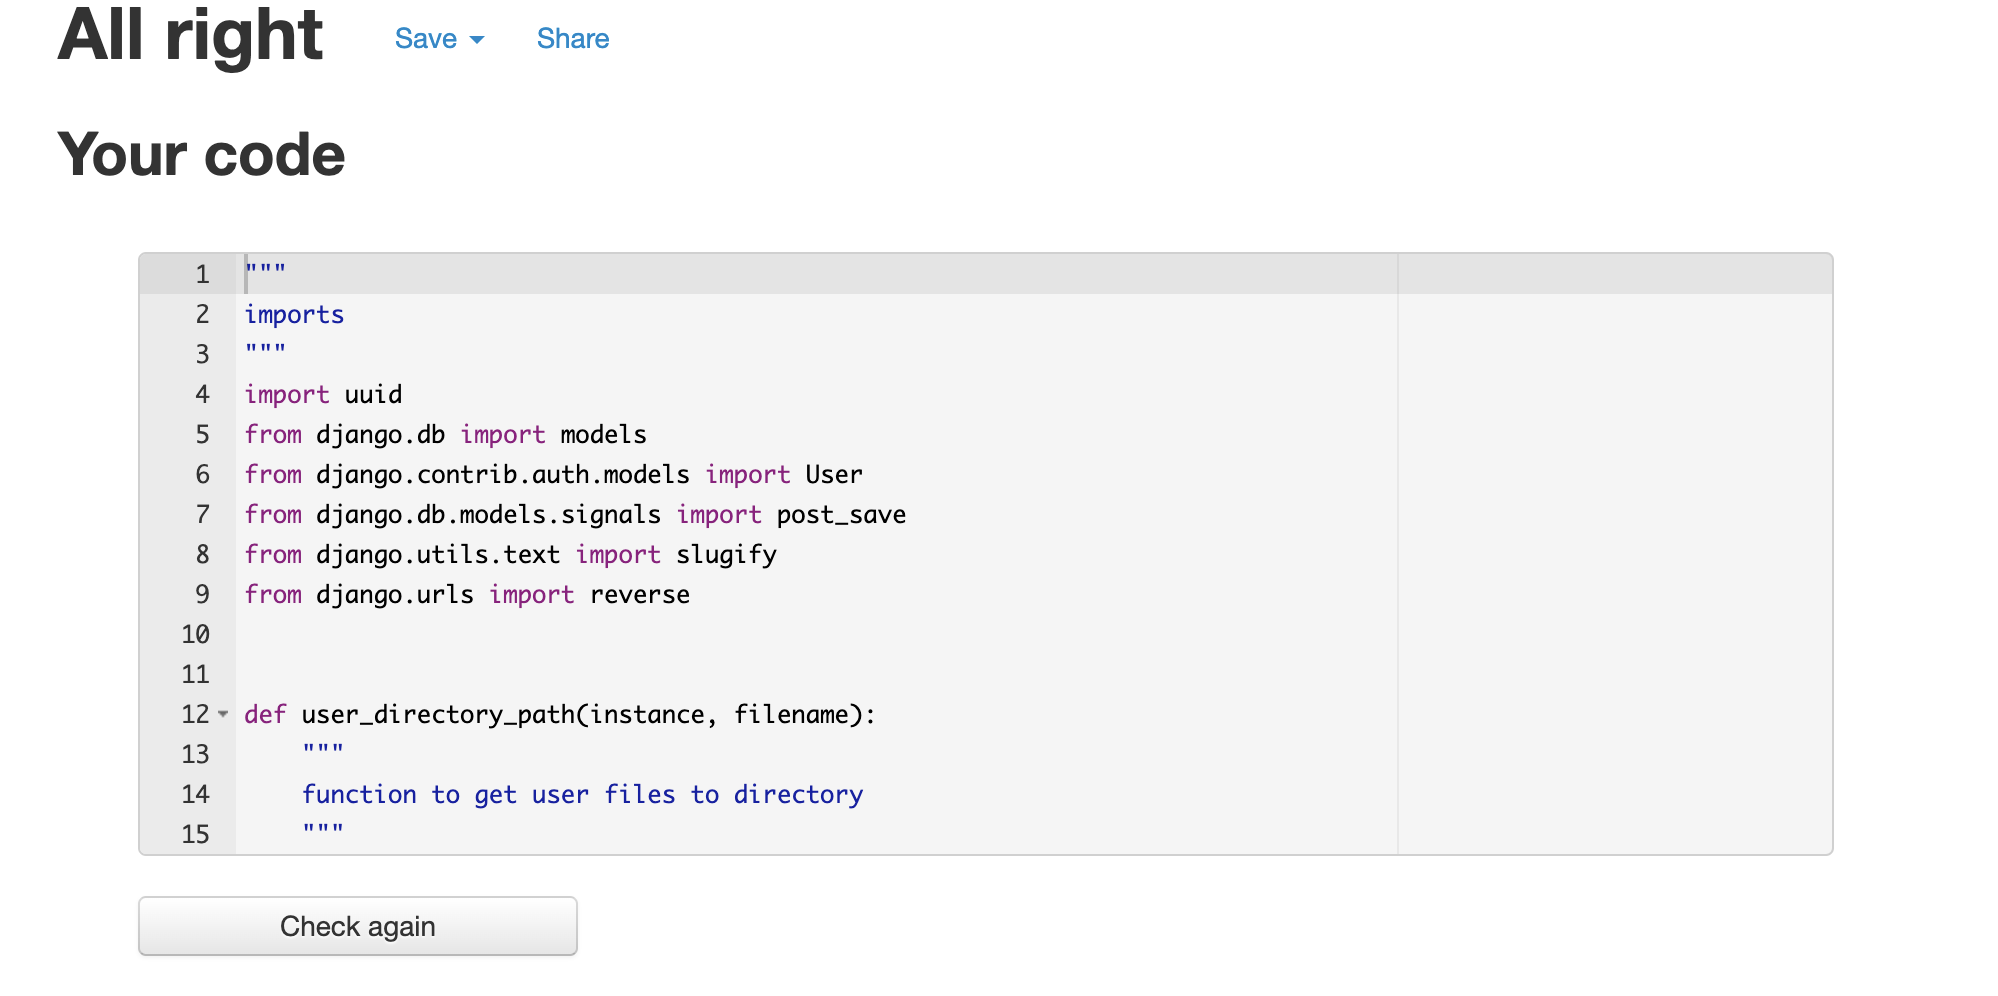 All right Save Share
Your code
1 """
2 imports
3 """
4 import uuid
5 from django.db import models
6 from django.contrib.auth.models import User
7 from django.db.models.signals import post_save
8 from django.utils.text import slugify
9 from django.urls import reverse
10
11
12 def user_directory_path(instance, filename):
13     """
14     function to get user files to directory
15     """
Check again